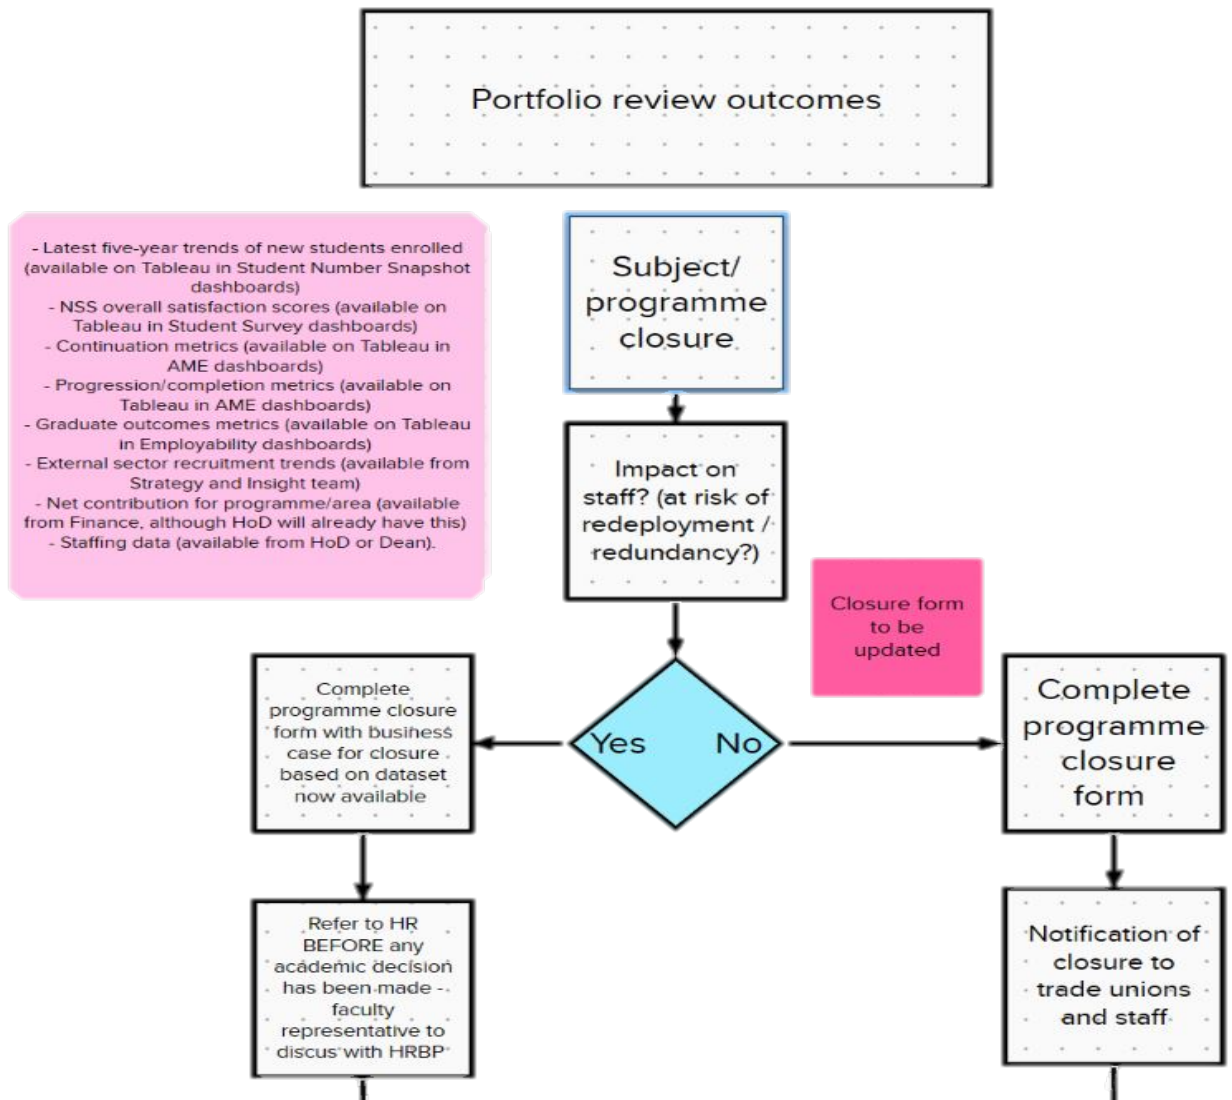 Portfolio review outcomes
- Latest five-year trends of new students enrolled
(available on Tableau in Student Number Snapshot
dashboards)
- NSS overall satisfaction scores (available on
Tableau in Student Survey dashboards)
- Continuation metrics (available on Tableau in
AME dashboards)
- Progression/completion metrics (available on
Tableau in AME dashboards)
- Graduate outcomes metrics (available on Tableau
in Employability dashboards)
- External sector recruitment trends (available from
Strategy and Insight team)
- Net contribution for programme/area (available
from Finance, although HoD will already have this)
- Staffing data (available from HoD or Dean).
Subject/
programme
closure
Impact on
staff? (at risk of
redeployment /
redundancy?)
Closure form
to be
updated
Yes No
Complete
programme closure
form with business
case for closure
based on dataset
now available
Complete
programme
closure
form
Refer to HR
BEFORE any
academic decision
has been made -
faculty
representative to
discus with HRBP
Notification of
closure to
trade unions
and staff